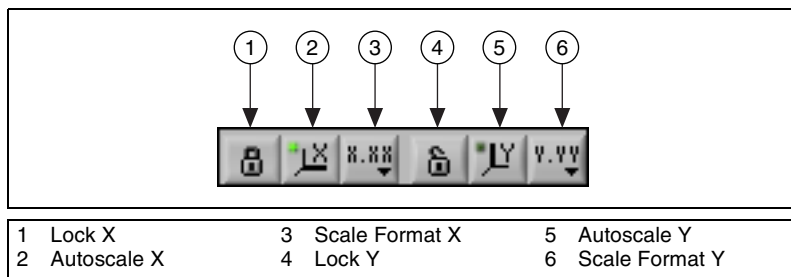 1 2 3 4 5 6
X X.XX Y Y.YY
1 Lock X 3 Scale Format X 5 Autoscale Y
2 Autoscale X 4 Lock Y 6 Scale Format Y